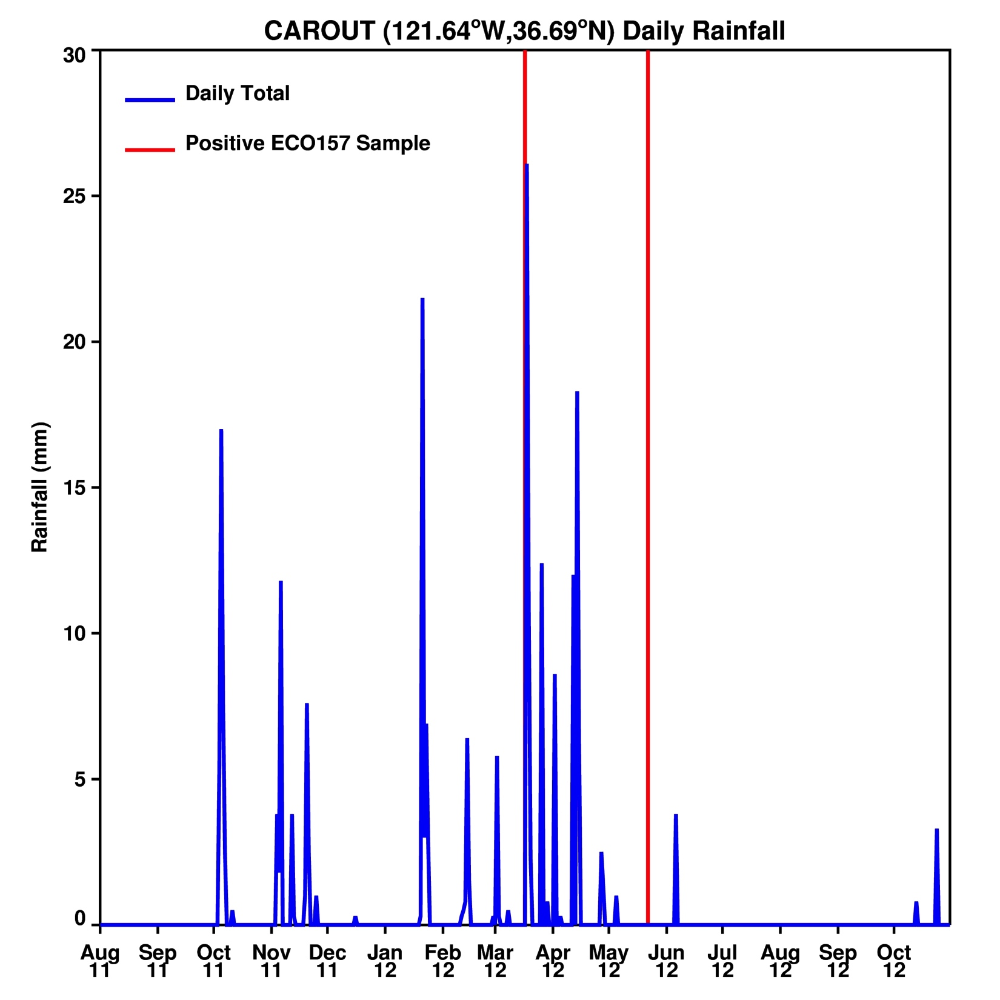 CAROUT (121.64°W,36.69°N) Daily Rainfall
30
Daily Total
Positive ECO157 Sample
25
20
15
Rainfall (mm)
10
5
0
Aug Sep Oct Nov Dec Jan Feb Mar Apr May Jun Jul Aug Sep Oct
11 11 11 11 11 12 12 12 12 12 12 12 12 12 12